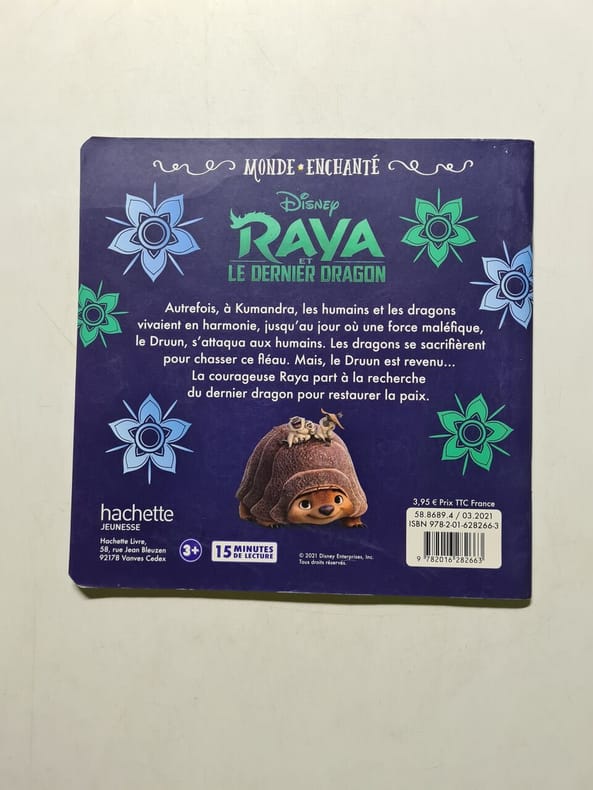 MONDE ENCHANTÉ
Disney
RAYA
ET
LE DERNIER DRAGON
Autrefois, à Kumandra, les humains et les dragons
vivaient en harmonie, jusqu'au jour où une force maléfique,
le Druun, s'attaqua aux humains. Les dragons se sacrifièrent
pour chasser ce fléau. Mais, le Druun est revenu...
La courageuse Raya part à la recherche
du dernier dragon pour restaurer la paix.
hachette
JEUNESSE
Hachette Livre,
58, rue Jean Bleuzen
92178 Vanves Cedex
3+
15 MINUTES
DE LECTURE
© 2021 Disney Enterprises, Inc.
Tous droits réservés.
3,95 € Prix TTC France
58.8689.4 / 03.2021
ISBN 978-2-01-628266-3
9 782016 282663